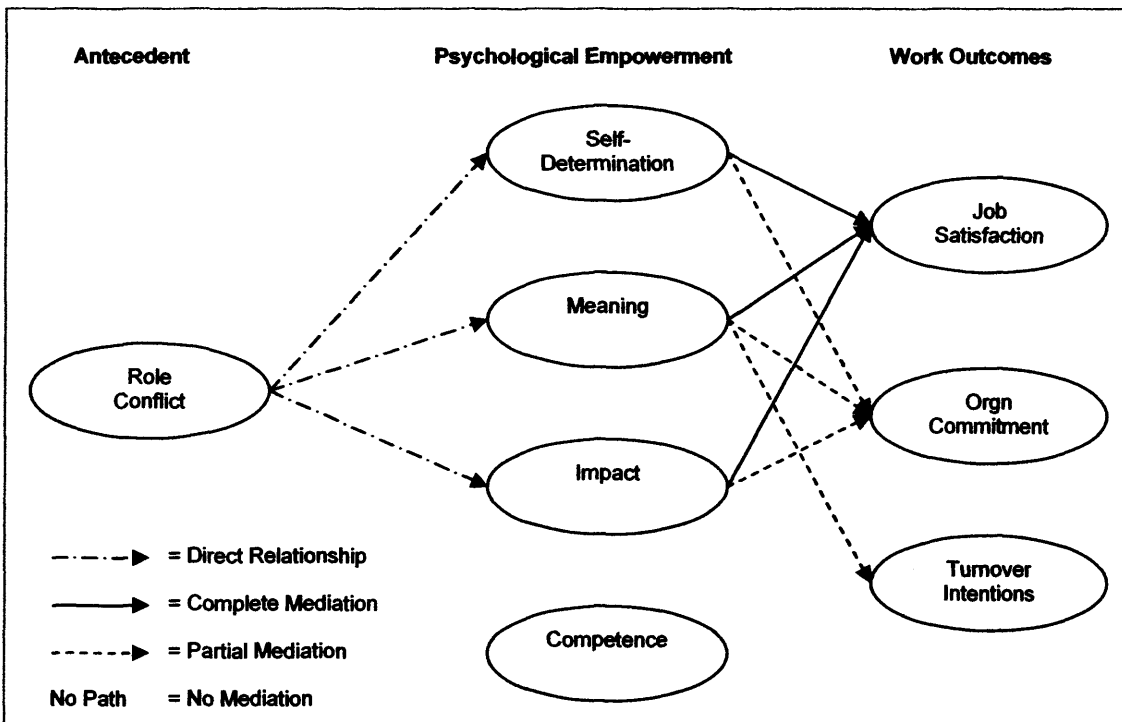 Antecedent
Psychological Empowerment
Work Outcomes
Self-
Determination
Job
Satisfaction
Meaning
Role
Conflict
Orgn
Commitment
Impact
= Direct Relationship
Turnover
Intentions
= Complete Mediation
Competence
= Partial Mediation
No Path = No Mediation